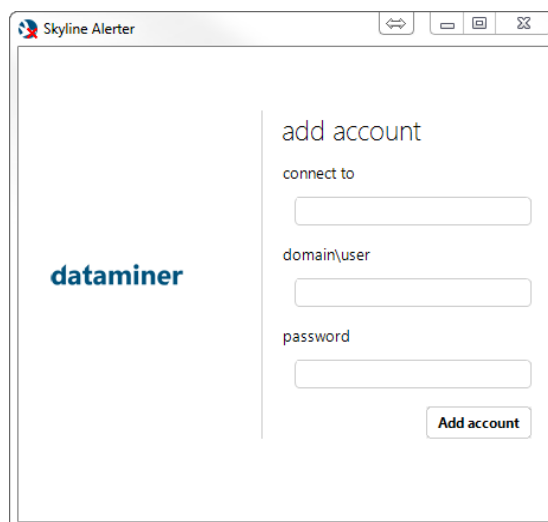 Skyline Alerter
add account
connect to
domain\user
dataminer
password
Add account